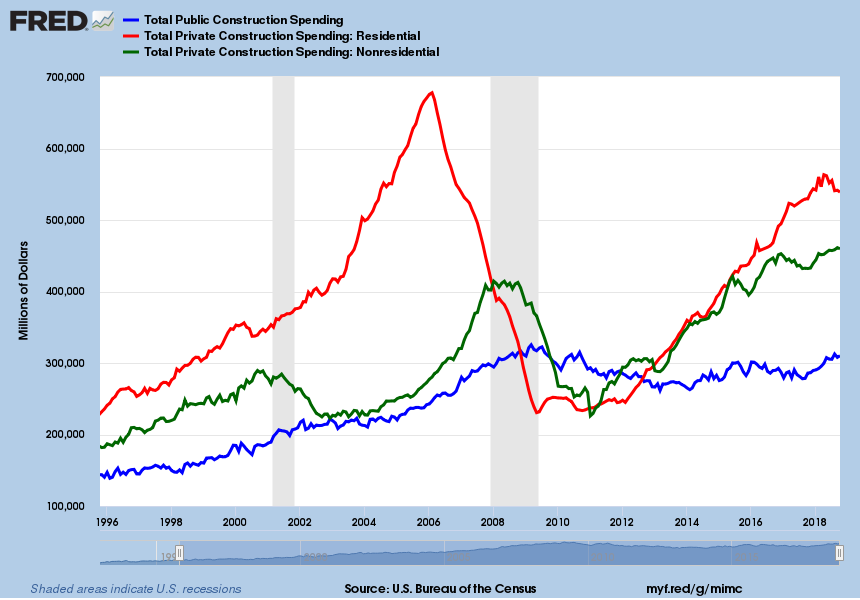 FRED
Total Public Construction Spending
Total Private Construction Spending: Residential
Total Private Construction Spending: Nonresidential
700,000
600,000
500,000
400,000
300,000
200,000
100,000
Millions of Dollars
1996 1998 2000 2002 2004 2006 2008 2010 2012 2014 2016 2018
Shaded areas indicate U.S. recessions
Source: U.S. Bureau of the Census
myf.red/g/mimc